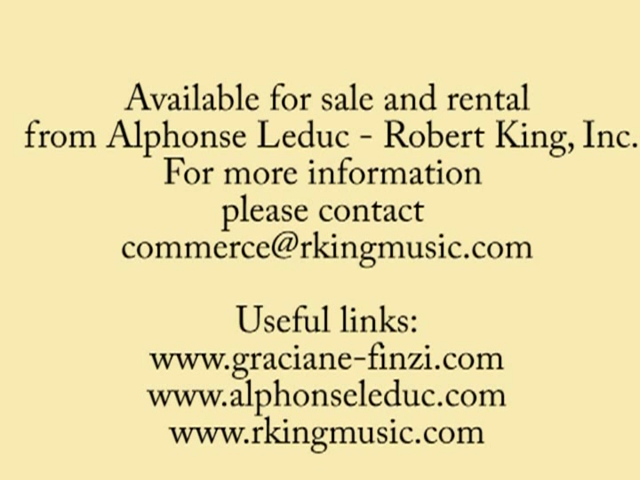 Available for sale and rental
from Alphonse Leduc - Robert King, Inc.
For more information
please contact
commerce@rkingmusic.com
Useful links:
www.graciane-finzi.com
www.alphonseleduc.com
www.rkingmusic.com